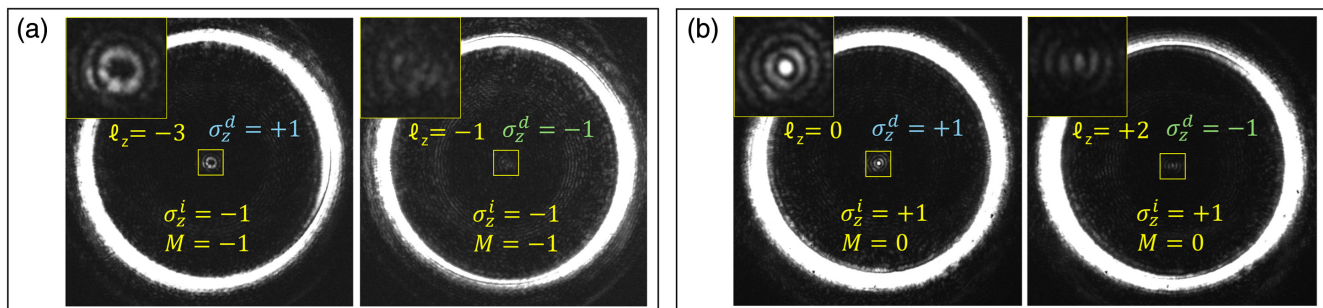 (a)
ℓz = −3 σzd = +1
σzi = −1
M = −1
ℓz = −1 σzd = −1
σzi = −1
M = −1
(b)
ℓz = 0 σzd = +1
σzi = +1
M = 0
ℓz = +2 σzd = −1
σzi = +1
M = 0